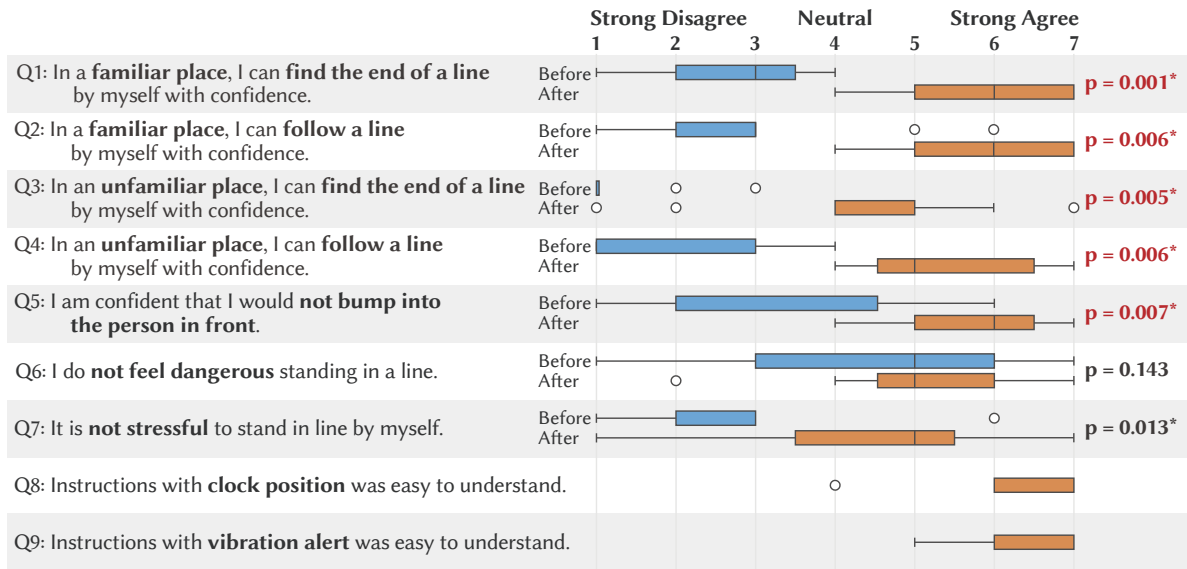 Strong Disagree Neutral Strong Agree
1 2 3 4 5 6 7
Q1: In a familiar place, I can find the end of a line
by myself with confidence.
Before
After
p = 0.001*
Q2: In a familiar place, I can follow a line
by myself with confidence.
Before
After
p = 0.006*
Q3: In an unfamiliar place, I can find the end of a line
by myself with confidence.
Before
After
p = 0.005*
Q4: In an unfamiliar place, I can follow a line
by myself with confidence.
Before
After
p = 0.006*
Q5: I am confident that I would not bump into
the person in front.
Before
After
p = 0.007*
Q6: I do not feel dangerous standing in a line.
Before
After
p = 0.143
Q7: It is not stressful to stand in line by myself.
Before
After
p = 0.013*
Q8: Instructions with clock position was easy to understand.
Q9: Instructions with vibration alert was easy to understand.